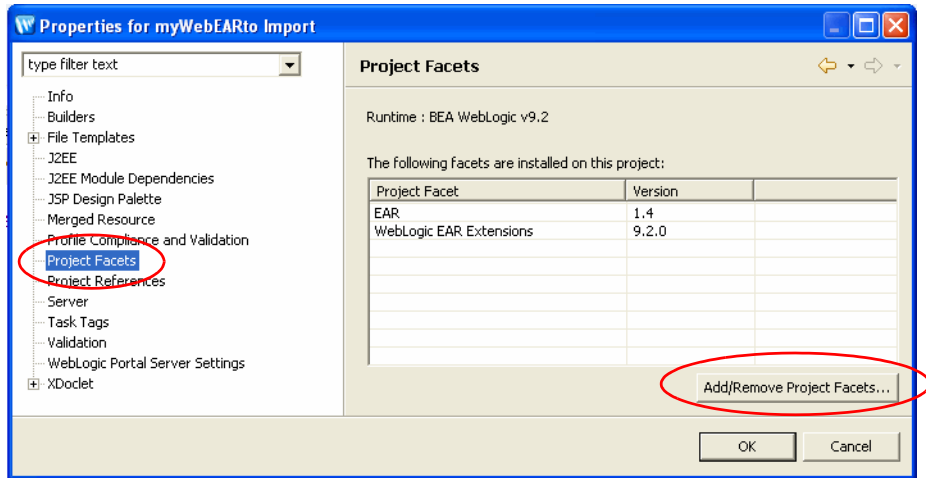 Properties for myWebEARto Import
type filter text
Info
Builders
File Templates
J2EE
J2EE Module Dependencies
JSP Design Palette
Merged Resource
Profile Compliance and Validation
Project Facets
Project References
Server
Task Tags
Validation
WebLogic Portal Server Settings
XDoclet
Project Facets
Runtime : BEA WebLogic v9.2
The following facets are installed on this project:
Project Facet Version
EAR 1.4
WebLogic EAR Extensions 9.2.0
Add/Remove Project Facets...
OK Cancel